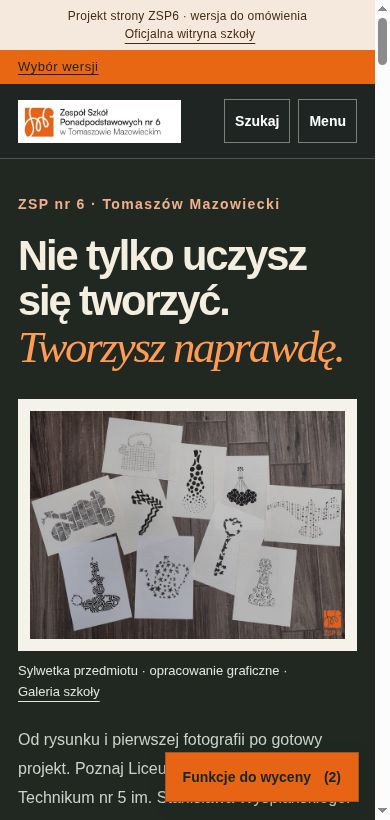 Projekt strony ZSP6 · wersja do omówienia
Oficjalna witryna szkoły
Wybór wersji
Zespół Szkół
Ponadpodstawowych nr 6
w Tomaszowie Mazowieckim
Szukaj
Menu
ZSP nr 6 · Tomaszów Mazowiecki
Nie tylko uczysz
się tworzyć.
Tworzysz naprawdę.
Sylwetka przedmiotu · opracowanie graficzne ·
Galeria szkoły
Od rysunku i pierwszej fotografii po gotowy
projekt. Poznaj
Technikum nr 5 im.
Funkcje do wyceny (2)